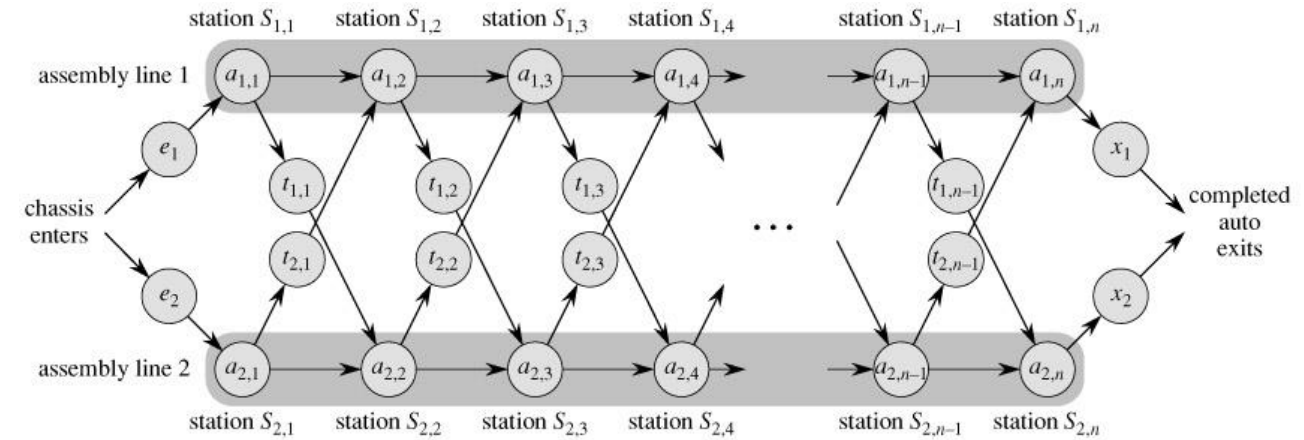 station S1,1 station S1,2 station S1,3 station S1,4 station S1,n–1 station S1,n
assembly line 1 a1,1 a1,2 a1,3 a1,4 a1,n–1 a1,n
e1 x1
t1,1 t1,2 t1,3 t1,n–1
chassis
enters
completed
auto
exits
...
t2,1 t2,2 t2,3 t2,n–1
e2 x2
assembly line 2 a2,1 a2,2 a2,3 a2,4 a2,n–1 a2,n
station S2,1 station S2,2 station S2,3 station S2,4 station S2,n–1 station S2,n